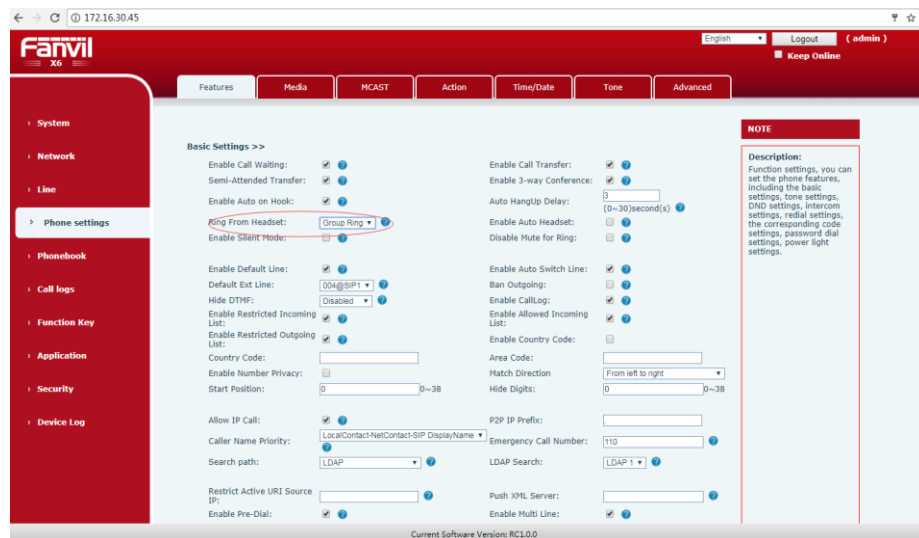 172.16.30.45
English
Logout
( admin )
Keep Online
Fanvil
X6
Features
Media
MCAST
Action
Time/Date
Tone
Advanced
› System
› Network
› Line
› Phone settings
› Phonebook
› Call logs
› Function Key
› Application
› Security
› Device Log
Basic Settings >>
Enable Call Waiting:
Enable Call Transfer:
Semi-Attended Transfer:
Enable 3-way Conference:
Enable Auto on Hook:
Auto HangUp Delay:
3
(0~30)second(s)
Ring From Headset:
Group Ring
Enable Auto Headset:
Enable Silent Mode:
Disable Mute for Ring:
Enable Default Line:
Enable Auto Switch Line:
Default Ext Line:
004@SIP1
Ban Outgoing:
Hide DTMF:
Disabled
Enable CallLog:
Enable Restricted Incoming
List:
Enable Allowed Incoming
List:
Enable Restricted Outgoing
List:
Enable Country Code:
Country Code:
Area Code:
Enable Number Privacy:
Match Direction
From left to right
Start Position:
0
0~38
Hide Digits:
0
0~38
Allow IP Call:
P2P IP Prefix:
.
Caller Name Priority:
LocalContact-NetContact-SIP DisplayName
Emergency Call Number:
110
Search path:
LDAP
LDAP Search:
LDAP 1
Restrict Active URI Source
IP:
Push XML Server:
Enable Pre-Dial:
Enable Multi Line:
NOTE
Description:
Function settings, you can
set the phone features,
including the basic
settings, tone settings,
DND settings, intercom
settings, redial settings,
the corresponding code
settings, password dial
settings, power light
settings.
Current Software Version: RC1.0.0